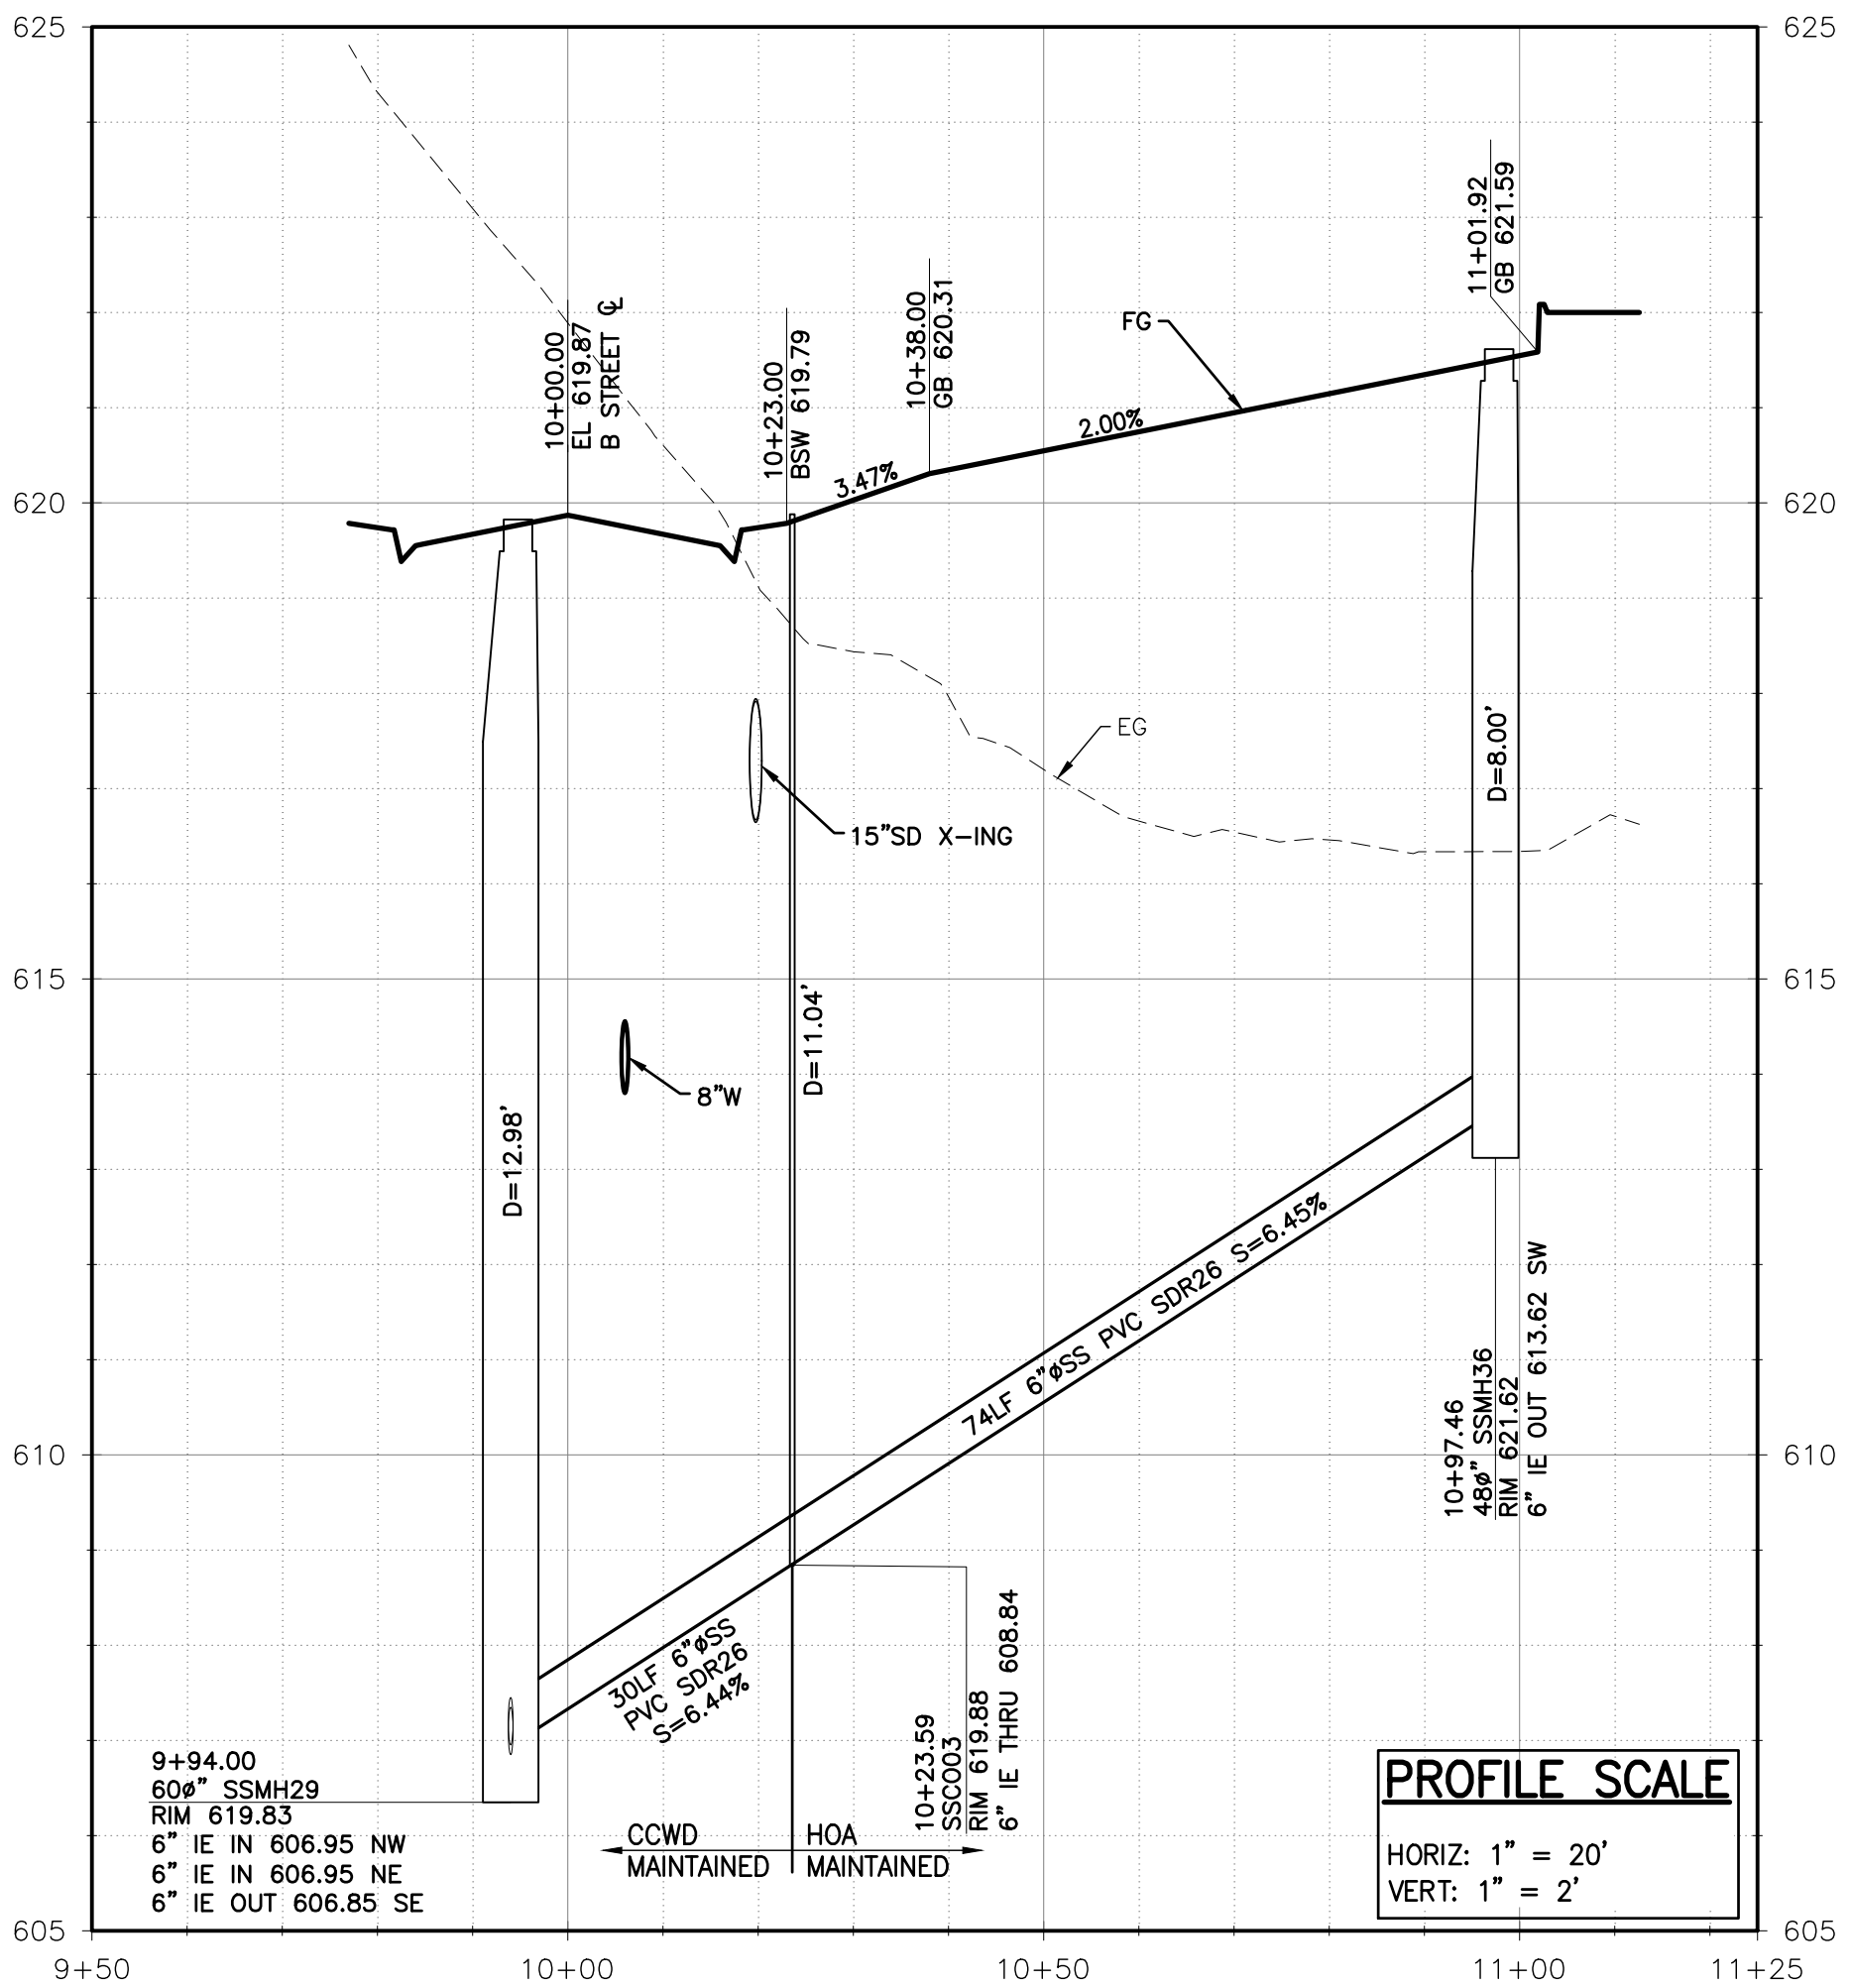 625
625
620
620
615
615
610
610
605
605
9+50
10+00
10+50
11+00
11+25
10+00.00
EL 619.87
B STREET ℄
10+23.00
BSW 619.79
10+38.00
GB 620.31
11+01.92
GB 621.59
FG
3.47%
2.00%
EG
15"SD X-ING
8"W
D=12.98'
D=11.04'
D=8.00'
74LF 6"øSS PVC SDR26 S=6.45%
30LF 6"øSS
PVC SDR26
S=6.44%
10+97.46
48ø" SSMH36
RIM 621.62
6" IE OUT 613.62 SW
10+23.59
SSCO03
RIM 619.88
6" IE THRU 608.84
9+94.00
60ø" SSMH29
RIM 619.83
6" IE IN 606.95 NW
6" IE IN 606.95 NE
6" IE OUT 606.85 SE
CCWD
MAINTAINED
HOA
MAINTAINED
PROFILE SCALE
HORIZ: 1" = 20'
VERT: 1" = 2'